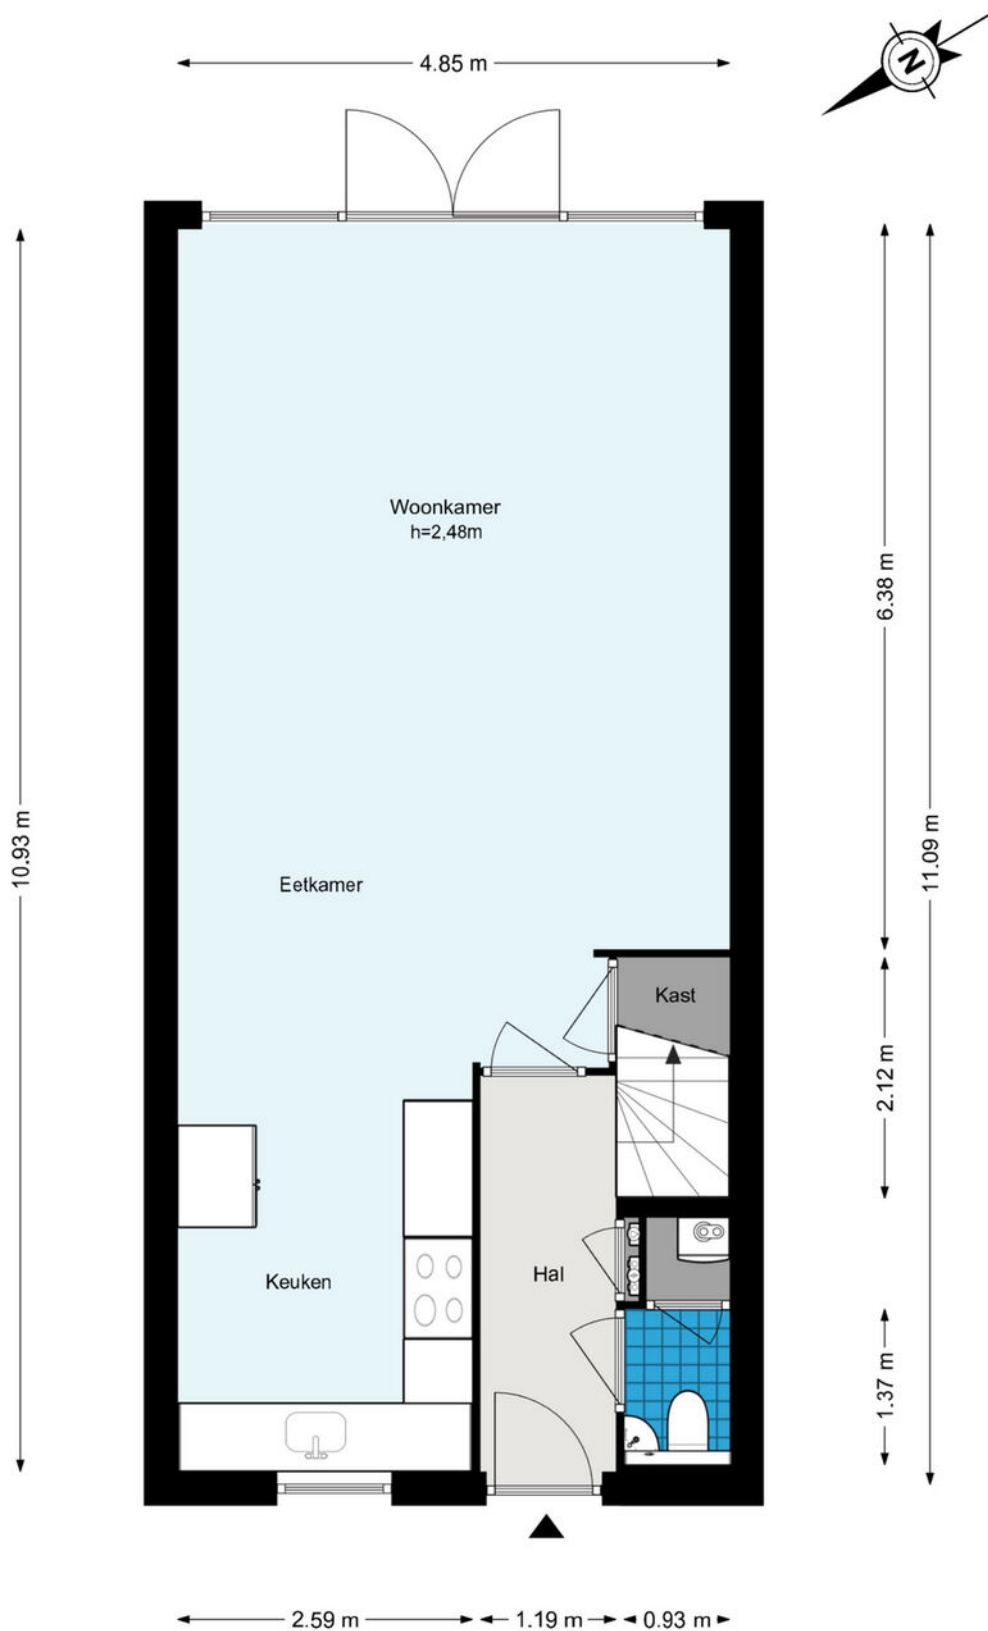 N
4.85 m
Woonkamer
h=2,48m
6.38 m
10.93 m
11.09 m
Eetkamer
Kast
2.12 m
Keuken
Hal
1.37 m
2.59 m
1.19 m
0.93 m